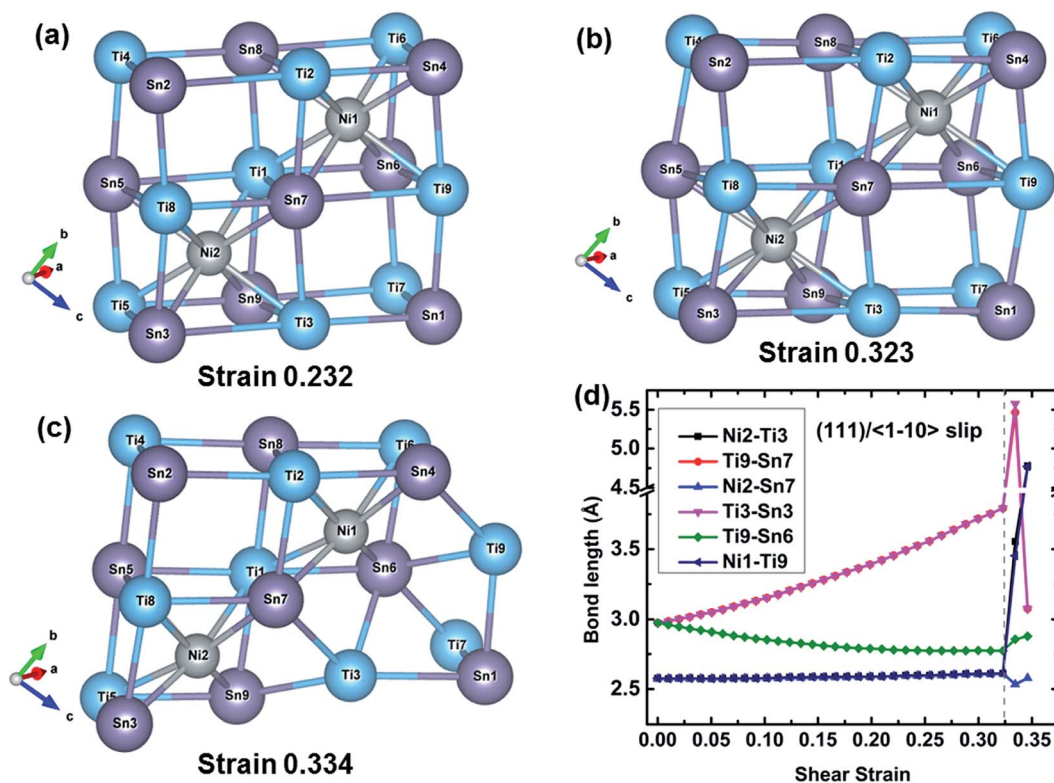 (a)
Ti4
Sn8
Ti6
Sn2
Ti2
Sn4
Ni1
Sn5
Ti1
Sn6
Ti8
Sn7
Ti9
Ni2
Ti5
Sn9
Ti7
Sn3
Ti3
Sn1
b
a
c
Strain 0.232
(b)
Ti4
Sn8
Ti6
Sn2
Ti2
Sn4
Ni1
Sn5
Ti1
Sn6
Ti8
Sn7
Ti9
Ni2
Ti5
Sn9
Ti7
Sn3
Ti3
Sn1
b
a
c
Strain 0.323
(c)
Ti4
Sn8
Ti6
Sn2
Ti2
Sn4
Ni1
Ti9
Sn5
Ti1
Sn6
Ti8
Sn7
Ni2
Ti7
Ti5
Sn9
Ti3
Sn1
Sn3
b
a
c
Strain 0.334
(d)
Bond length (Å)
5.5
5.0
4.5
3.5
3.0
2.5
Ni2-Ti3
Ti9-Sn7
Ni2-Sn7
Ti3-Sn3
Ti9-Sn6
Ni1-Ti9
(111)/<1-10> slip
0.00 0.05 0.10 0.15 0.20 0.25 0.30 0.35
Shear Strain